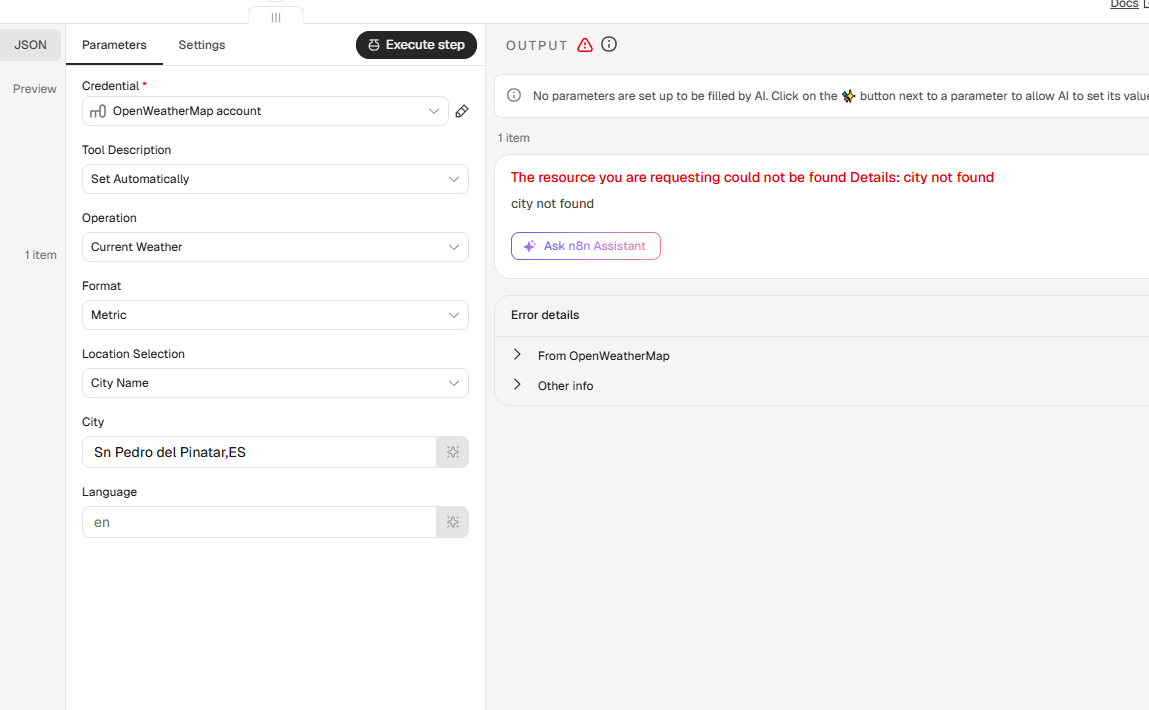 Docs
JSON
Parameters
Settings
Execute step
OUTPUT
Preview
Credential *
OpenWeatherMap account
No parameters are set up to be filled by AI. Click on the button next to a parameter to allow AI to set its value
Tool Description
Set Automatically
1 item
The resource you are requesting could not be found Details: city not found
city not found
Operation
Current Weather
Ask n8n Assistant
1 item
Format
Metric
Error details
Location Selection
City Name
From OpenWeatherMap
Other info
City
Sn Pedro del Pinatar,ES
Language
en